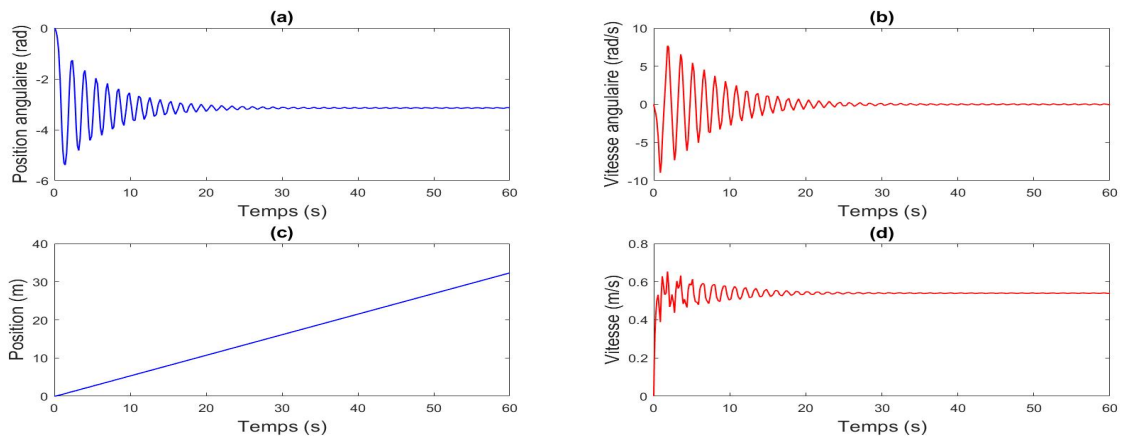 (a)
Position angulaire (rad)
0
-2
-4
-6
0 10 20 30 40 50 60
Temps (s)
(b)
Vitesse angulaire (rad/s)
10
5
0
-5
-10
0 10 20 30 40 50 60
Temps (s)
(c)
Position (m)
40
30
20
10
0
0 10 20 30 40 50 60
Temps (s)
(d)
Vitesse (m/s)
0.8
0.6
0.4
0.2
0
0 10 20 30 40 50 60
Temps (s)